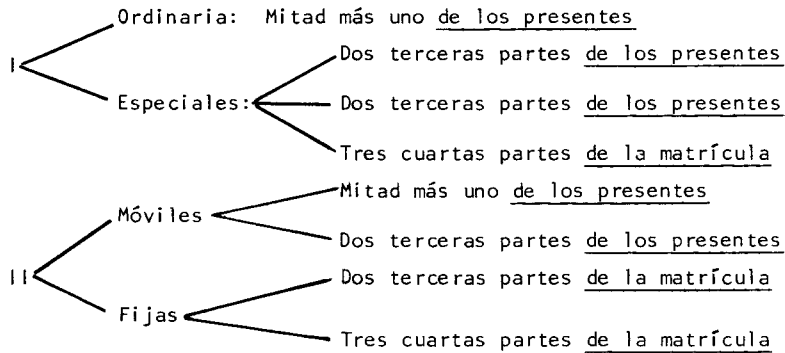 Ordinaria: Mitad más uno de los presentes
Dos terceras partes de los presentes
I
Especiales: Dos terceras partes de los presentes
Tres cuartas partes de la matrícula
Mitad más uno de los presentes
Móviles
Dos terceras partes de los presentes
II
Dos terceras partes de la matrícula
Fijas
Tres cuartas partes de la matrícula